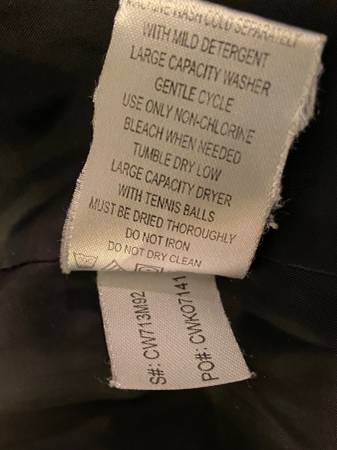 MACHINE WASH COLD SEPARATELY
WITH MILD DETERGENT
LARGE CAPACITY WASHER
GENTLE CYCLE
USE ONLY NON-CHLORINE
BLEACH WHEN NEEDED
TUMBLE DRY LOW
LARGE CAPACITY DRYER
WITH TENNIS BALLS
MUST BE DRIED THOROUGHLY
DO NOT IRON
DO NOT DRY CLEAN
S#: CW713M92
PO#: CWKO7141